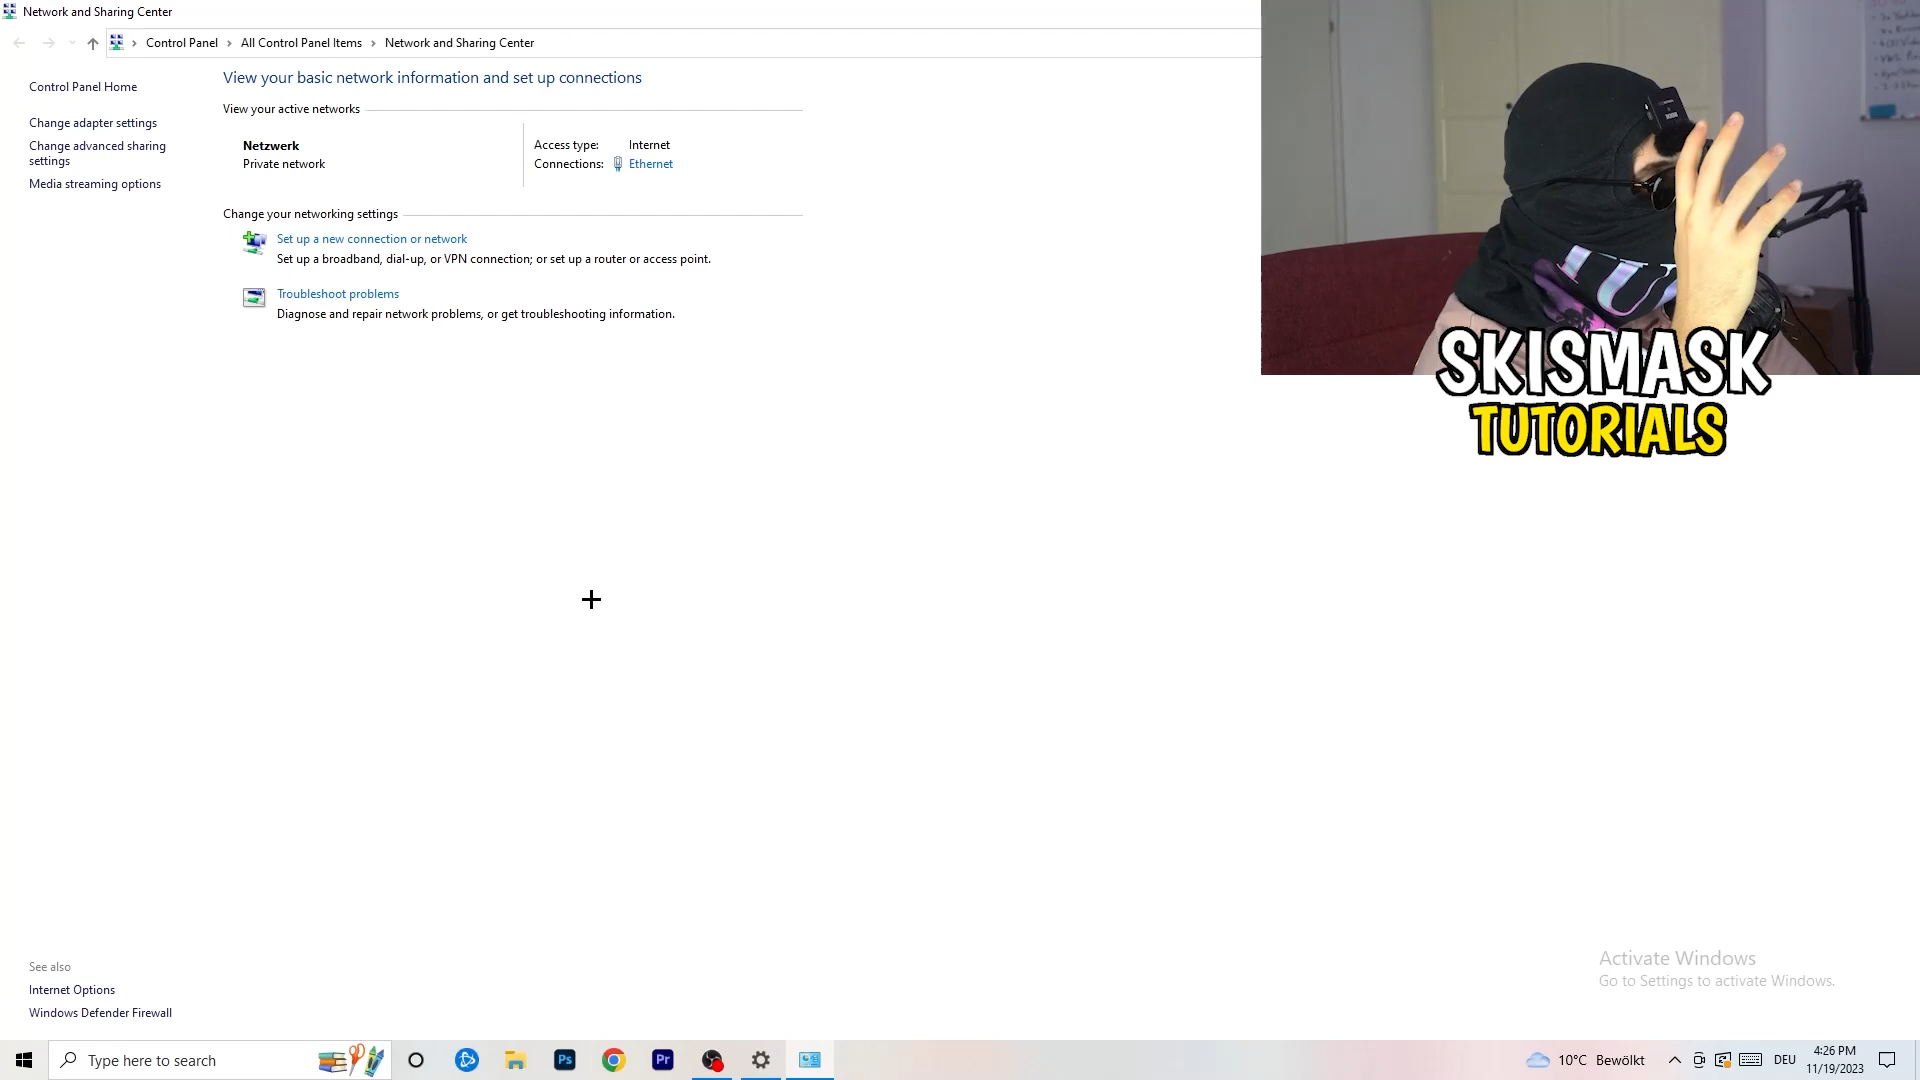 Network and Sharing Center
Control Panel > All Control Panel Items > Network and Sharing Center
Control Panel Home
Change adapter settings
Change advanced sharing
settings
Media streaming options
View your basic network information and set up connections
View your active networks
Netzwerk
Private network
Access type: Internet
Connections: Ethernet
Change your networking settings
Set up a new connection or network
Set up a broadband, dial-up, or VPN connection; or set up a router or access point.
Troubleshoot problems
Diagnose and repair network problems, or get troubleshooting information.
SKISMASK
TUTORIALS
See also
Internet Options
Windows Defender Firewall
Activate Windows
Go to Settings to activate Windows.
Type here to search
Ps
Pr
10°C Bewölkt
DEU
4:26 PM
11/19/2023